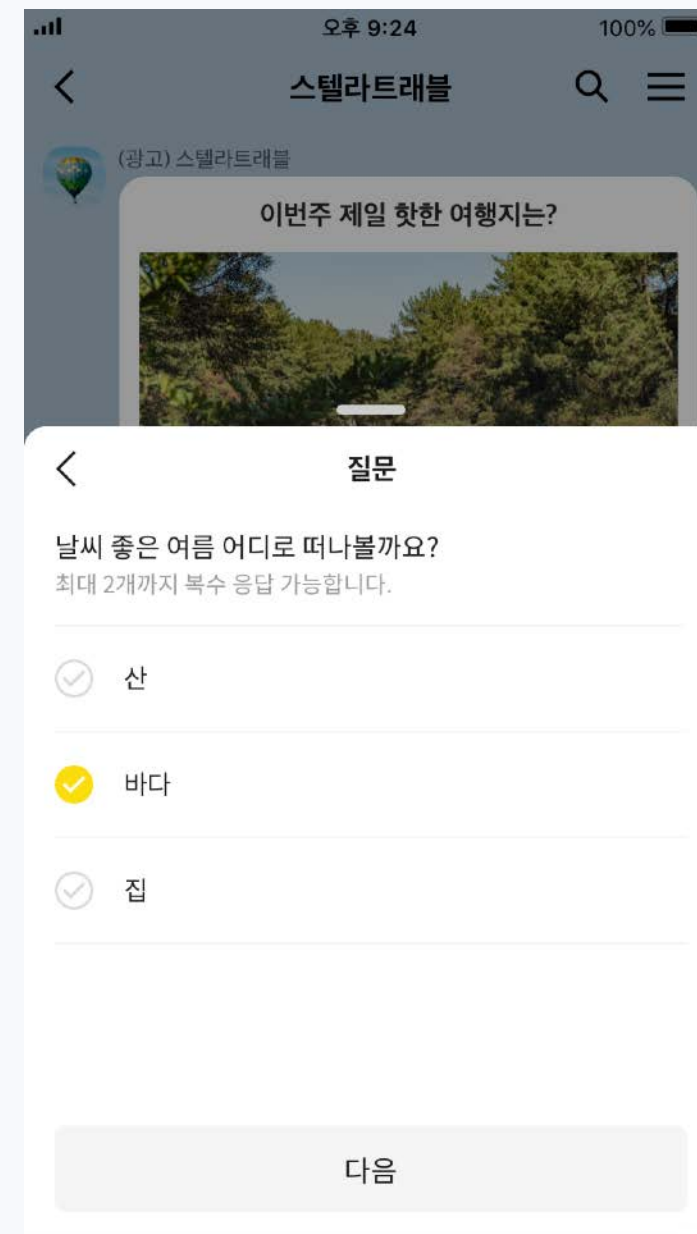 오후 9:24
100%
스텔라트래블
(광고) 스텔라트래블
이번주 제일 핫한 여행지는?
질문
날씨 좋은 여름 어디로 떠나볼까요?
최대 2개까지 복수 응답 가능합니다.
산
바다
집
다음